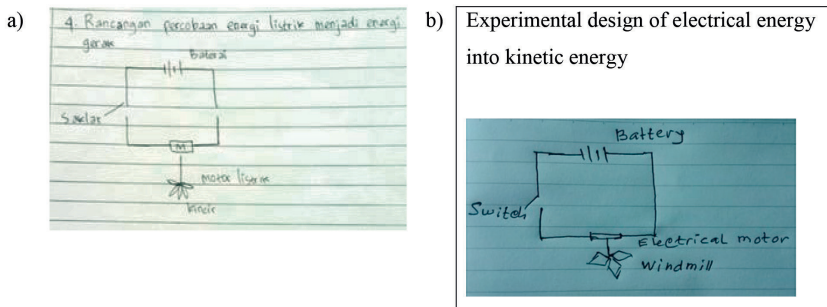 a)
4. Rancangan percobaan energi listrik menjadi energi
gerak
Baterai
Saklar
M
motor listrik
kincir
b)
Experimental design of electrical energy
into kinetic energy
Battery
Switch
Electrical motor
Windmill